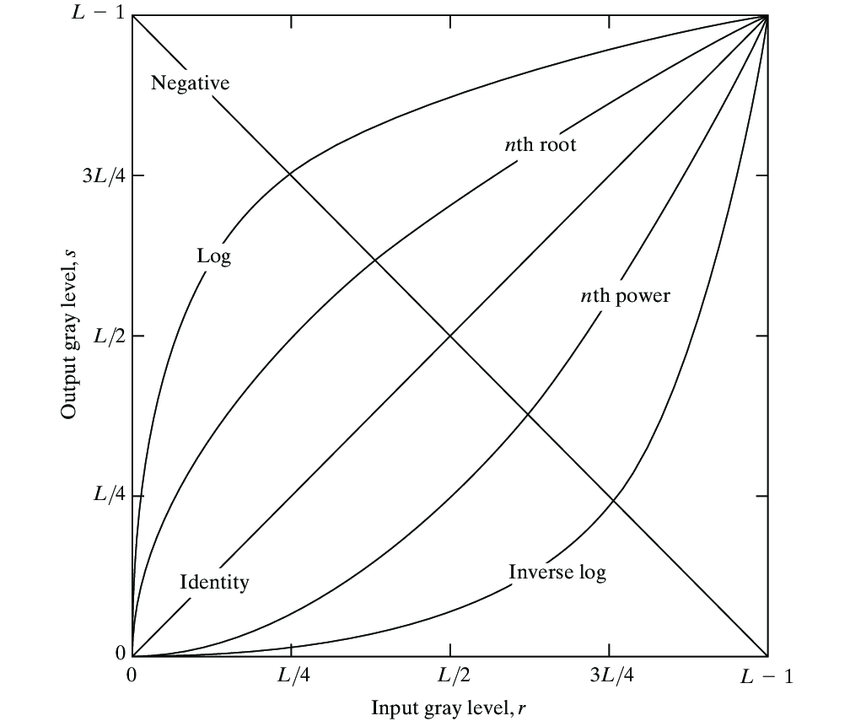 L − 1
Negative
nth root
3L/4
Log
nth power
Output gray level, s
L/2
L/4
Inverse log
Identity
0
0
L/4
L/2
3L/4
L − 1
Input gray level, r